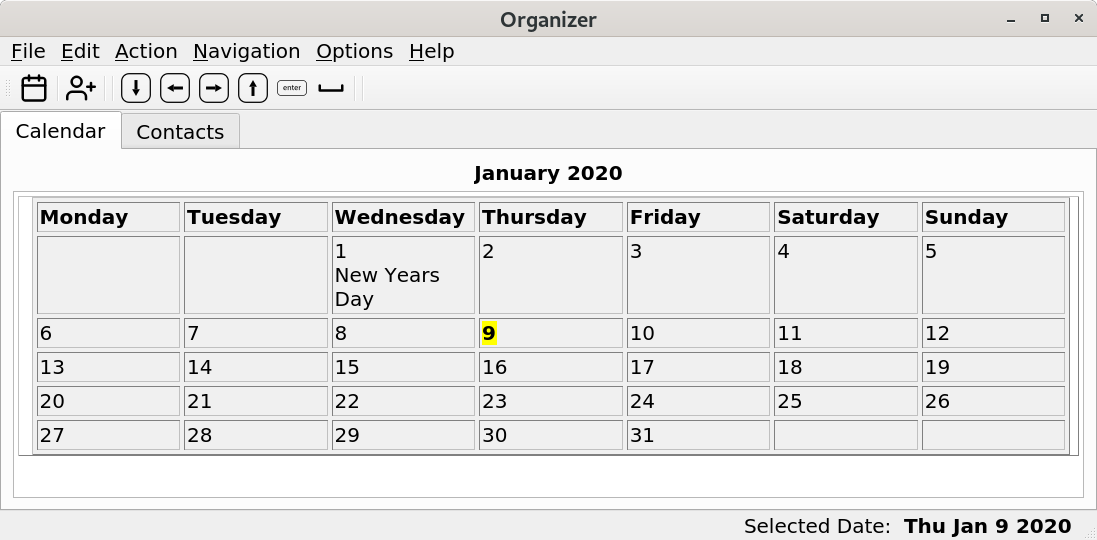 Organizer
File Edit Action Navigation Options Help
enter
Calendar Contacts
January 2020
Monday Tuesday Wednesday Thursday Friday Saturday Sunday
1 2 3 4 5
New Years
Day
6 7 8 9 10 11 12
13 14 15 16 17 18 19
20 21 22 23 24 25 26
27 28 29 30 31
Selected Date: Thu Jan 9 2020